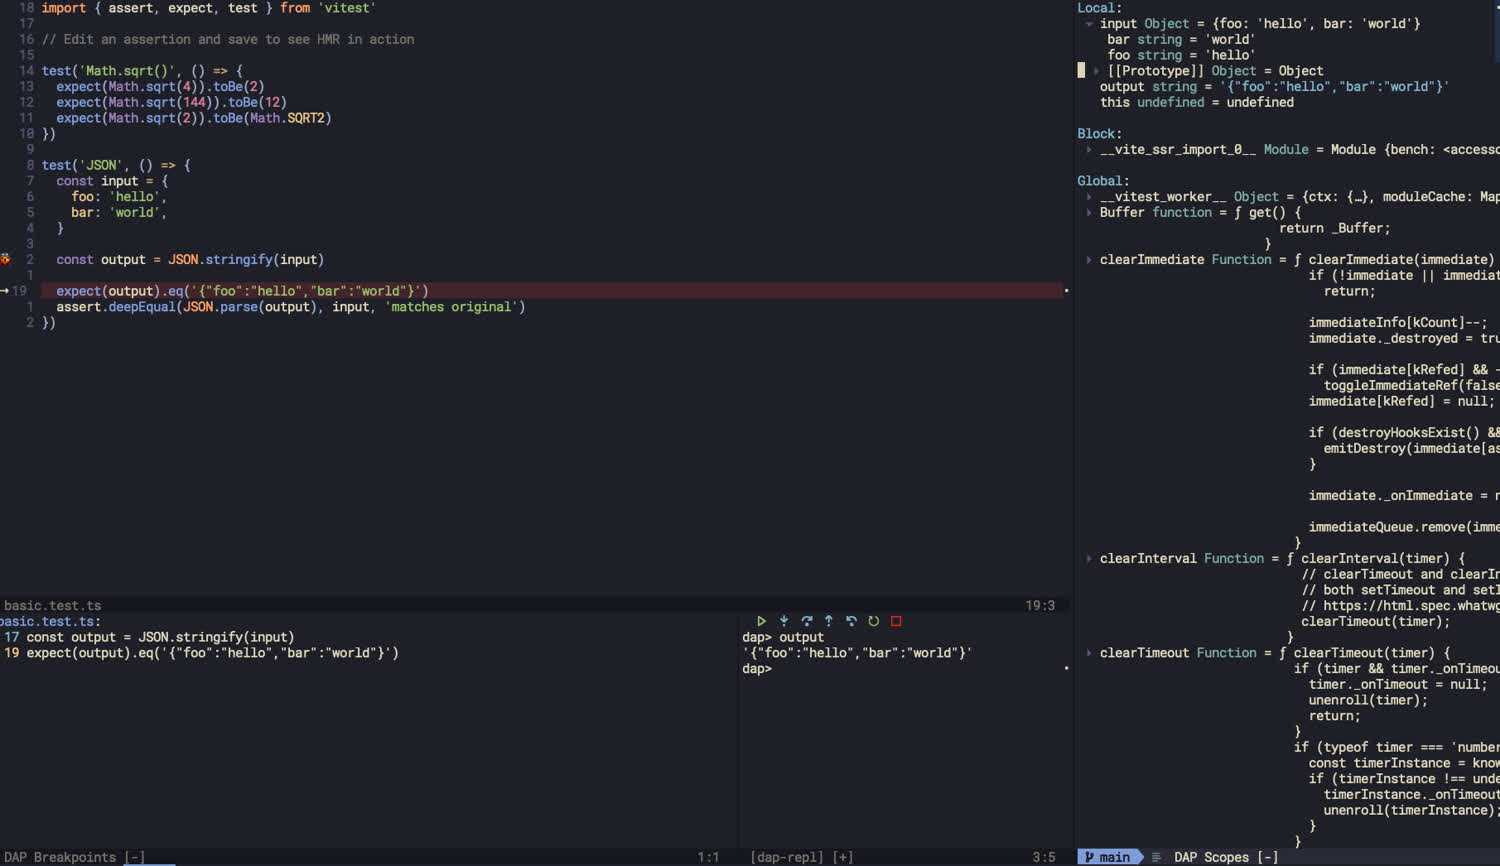 18 import { assert, expect, test } from 'vitest'
17
16 // Edit an assertion and save to see HMR in action
15
14 test('Math.sqrt()', () => {
13   expect(Math.sqrt(4)).toBe(2)
12   expect(Math.sqrt(144)).toBe(12)
11   expect(Math.sqrt(2)).toBe(Math.SQRT2)
10 })
9
8 test('JSON', () => {
7   const input = {
6     foo: 'hello',
5     bar: 'world',
4   }
3
2   const output = JSON.stringify(input)
1
19   expect(output).eq('{"foo":"hello","bar":"world"}')
1   assert.deepEqual(JSON.parse(output), input, 'matches original')
2 })
basic.test.ts 19:3
basic.test.ts:
17 const output = JSON.stringify(input)
19 expect(output).eq('{"foo":"hello","bar":"world"}')
DAP Breakpoints [-] 1:1
dap> output
'{"foo":"hello","bar":"world"}'
dap>
[dap-repl] [+] 3:5
Local:
input Object = {foo: 'hello', bar: 'world'}
bar string = 'world'
foo string = 'hello'
[[Prototype]] Object = Object
output string = '{"foo":"hello","bar":"world"}'
this undefined = undefined
Block:
__vite_ssr_import_0__ Module = Module {bench: <accesso
Global:
__vitest_worker__ Object = {ctx: {…}, moduleCache: Map
Buffer function = ƒ get() {
return _Buffer;
}
clearImmediate Function = ƒ clearImmediate(immediate)
if (!immediate || immediat
return;
immediateInfo[kCount]--;
immediate._destroyed = tru
if (immediate[kRefed] && -
toggleImmediateRef(false
immediate[kRefed] = null;
if (destroyHooksExist() &&
emitDestroy(immediate[as
}
immediate._onImmediate = n
immediateQueue.remove(imme
}
clearInterval Function = ƒ clearInterval(timer) {
// clearTimeout and clearIn
// both setTimeout and setI
// https://html.spec.whatwg
clearTimeout(timer);
}
clearTimeout Function = ƒ clearTimeout(timer) {
if (timer && timer._onTimeou
timer._onTimeout = null;
unenroll(timer);
return;
}
if (typeof timer === 'number
const timerInstance = know
if (timerInstance !== unde
timerInstance._onTimeout
unenroll(timerInstance);
}
}
main DAP Scopes [-]